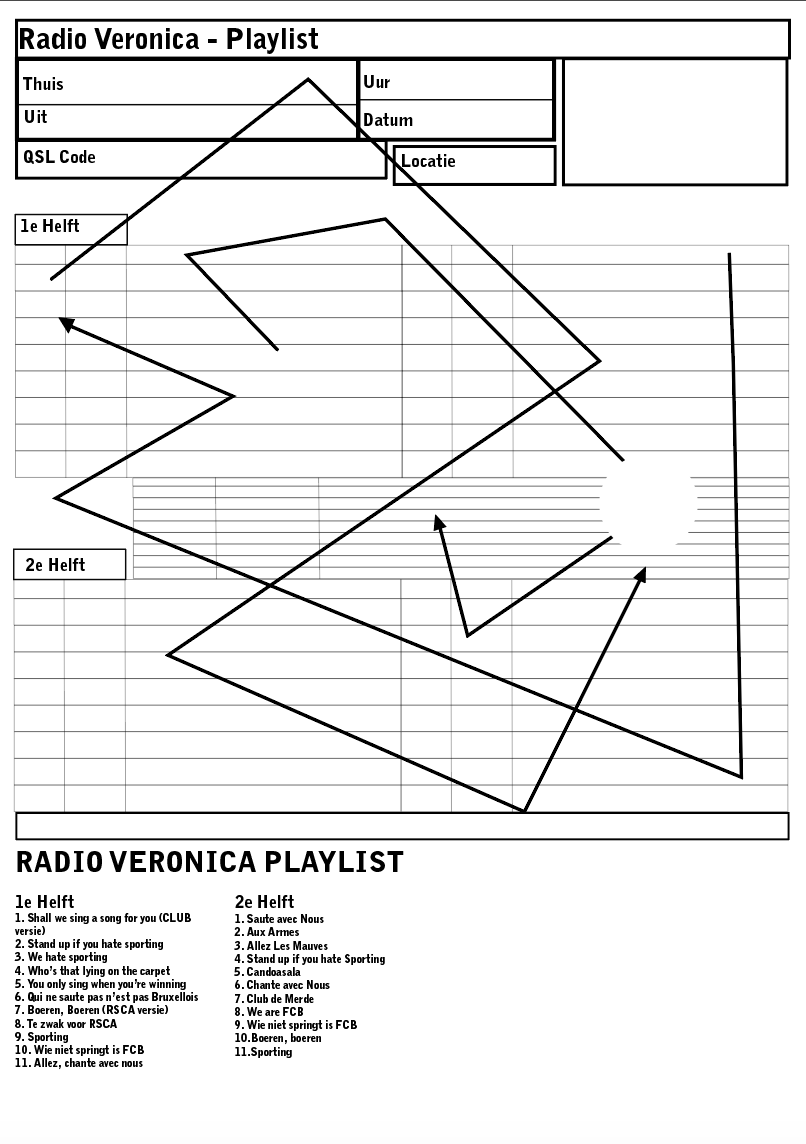 Radio Veronica - Playlist
Thuis
Uur
Uit
Datum
QSL Code
Locatie
1e Helft
2e Helft
RADIO VERONICA PLAYLIST
1e Helft
1. Shall we sing a song for you (CLUB
versie)
2. Stand up if you hate sporting
3. We hate sporting
4. Who's that lying on the carpet
5. You only sing when you're winning
6. Qui ne saute pas n'est pas Bruxellois
7. Boeren, Boeren (RSCA versie)
8. Te zwak voor RSCA
9. Sporting
10. Wie niet springt is FCB
11. Allez, chante avec nous
2e Helft
1. Saute avec Nous
2. Aux Armes
3. Allez Les Mauves
4. Stand up if you hate Sporting
5. Candoasala
6. Chante avec Nous
7. Club de Merde
8. We are FCB
9. Wie niet springt is FCB
10.Boeren, boeren
11.Sporting